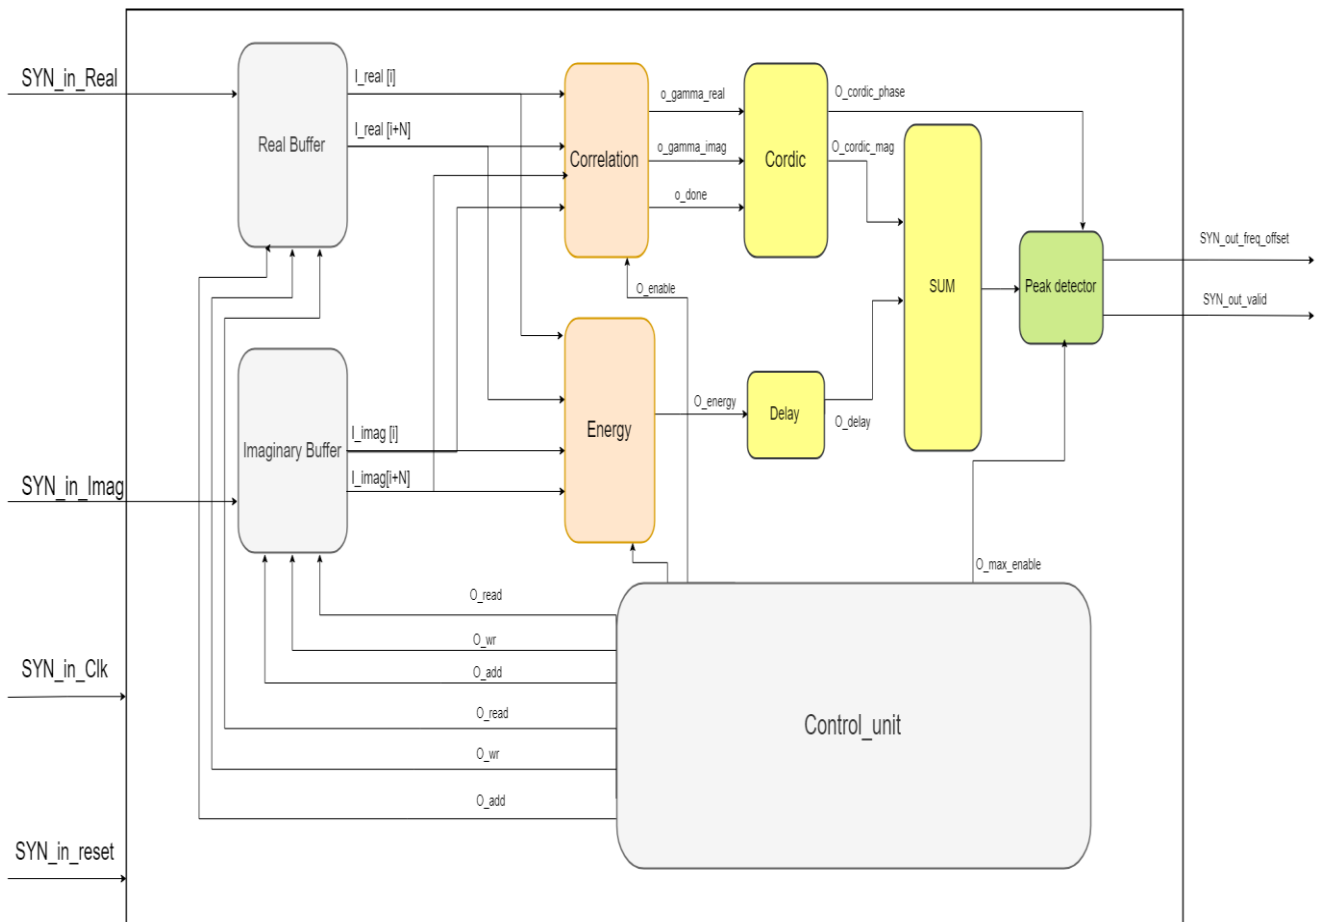 SYN_in_Real
I_real [i]
I_real [i+N]
Real Buffer
Correlation
o_gamma_real
o_gamma_imag
o_done
Cordic
O_cordic_phase
O_cordic_mag
SUM
Peak detector
SYN_out_freq_offset
SYN_out_valid
O_enable
SYN_in_Imag
Imaginary Buffer
I_imag [i]
I_imag[i+N]
Energy
O_energy
Delay
O_delay
O_max_enable
O_read
O_wr
O_add
O_read
O_wr
O_add
Control_unit
SYN_in_Clk
SYN_in_reset